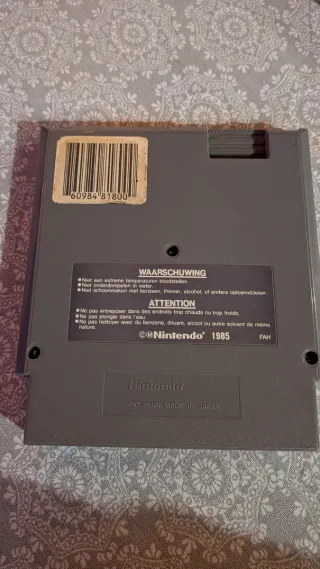 60984 81800
WAARSCHUWING
●Niet aan extreme temperaturen blootstellen.
●Niet onderdompelen in water.
●Niet schoonmaken met benzeen, thinner, alcohol, of andere oplosmiddelen.
ATTENTION
●Ne pas entreposer dans des endroits trop chauds ou trop froids;
●Ne pas plonger dans l'eau.
●Ne pas nettoyer avec du benzène, diluant, alcool ou autre solvant de même
nature.
©ⓂNintendo® 1985
FAH
Nintendo®
PAT. PEND. MADE IN JAPAN